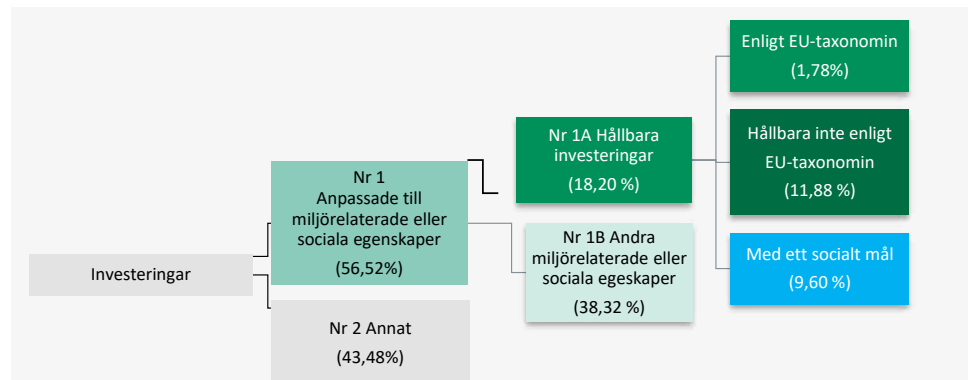 Investeringar
Nr 1
Anpassade till
miljörelaterade eller
sociala egenskaper
(56,52%)
Nr 2 Annat
(43,48%)
Nr 1A Hållbara
investeringar
(18,20 %)
Nr 1B Andra
miljörelaterade eller
sociala egeskaper
(38,32 %)
Enligt EU-taxonomin
(1,78%)
Hållbara inte enligt
EU-taxonomin
(11,88 %)
Med ett socialt mål
(9,60 %)